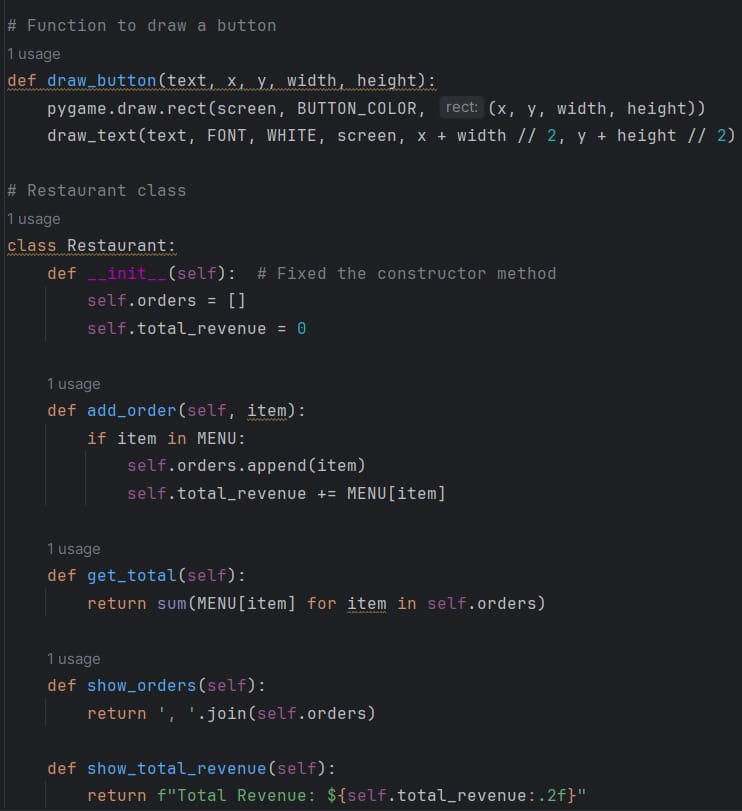 # Function to draw a button
1 usage
def draw_button(text, x, y, width, height):
    pygame.draw.rect(screen, BUTTON_COLOR, rect: (x, y, width, height))
    draw_text(text, FONT, WHITE, screen, x + width // 2, y + height // 2)
# Restaurant class
1 usage
class Restaurant:
    def __init__(self):  # Fixed the constructor method
        self.orders = []
        self.total_revenue = 0
    1 usage
    def add_order(self, item):
        if item in MENU:
            self.orders.append(item)
            self.total_revenue += MENU[item]
    1 usage
    def get_total(self):
        return sum(MENU[item] for item in self.orders)
    1 usage
    def show_orders(self):
        return ', '.join(self.orders)
    def show_total_revenue(self):
        return f"Total Revenue: ${self.total_revenue:.2f}"